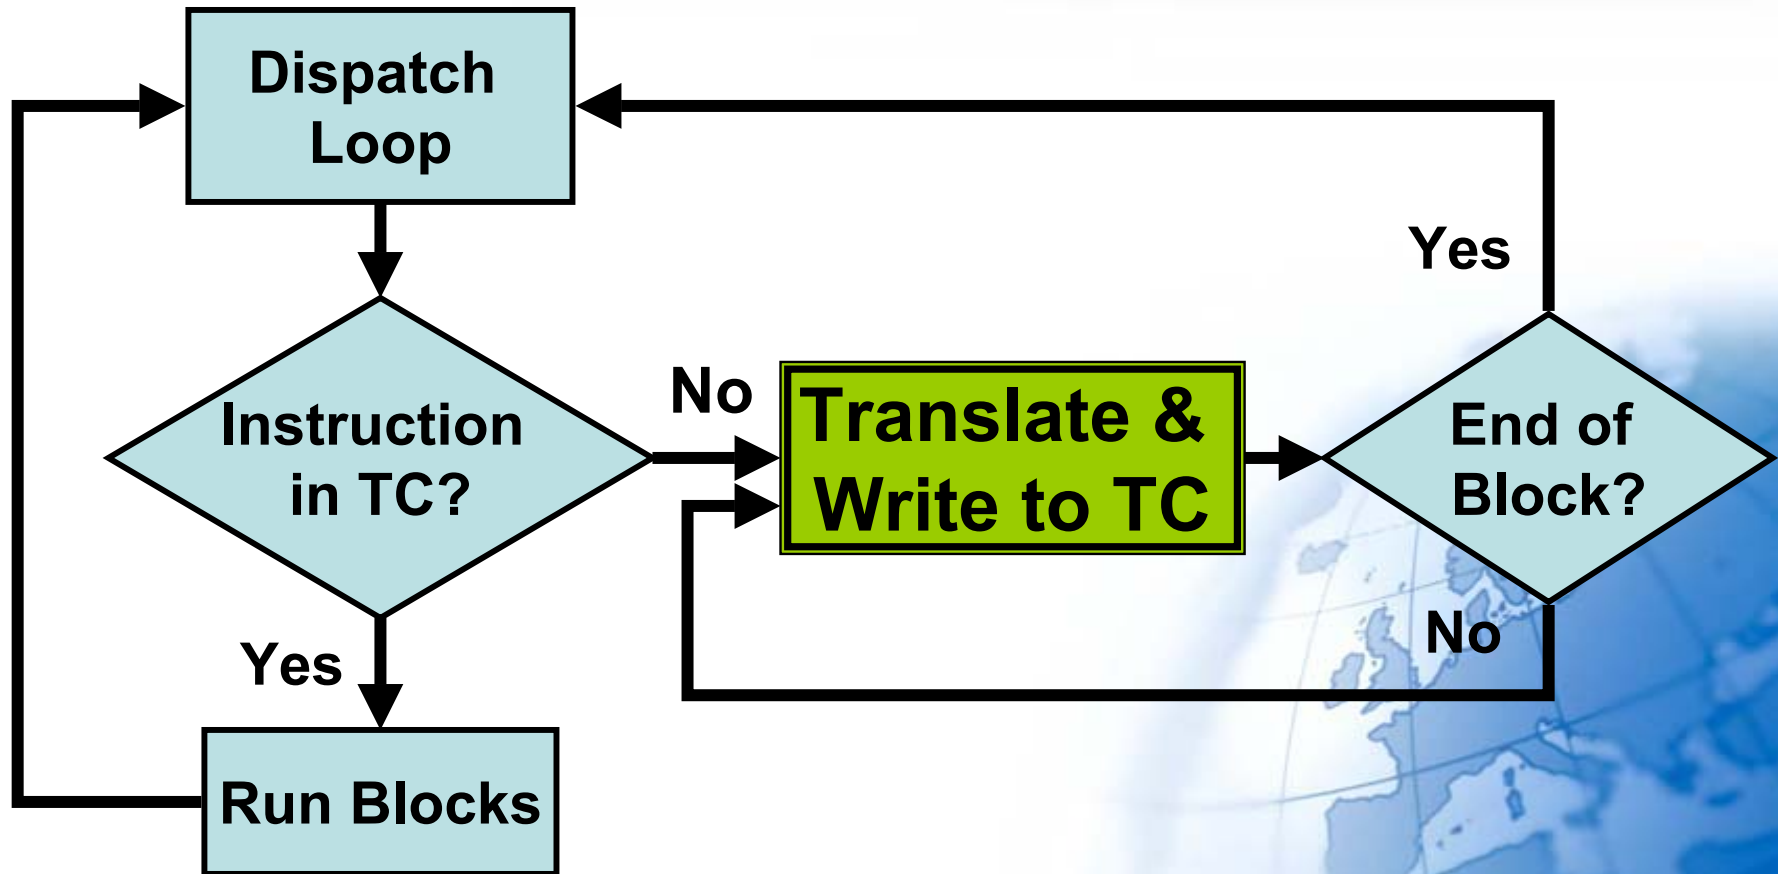 Dispatch
Loop
Yes
No
Instruction
in TC?
Translate &
Write to TC
End of
Block?
No
Yes
Run Blocks